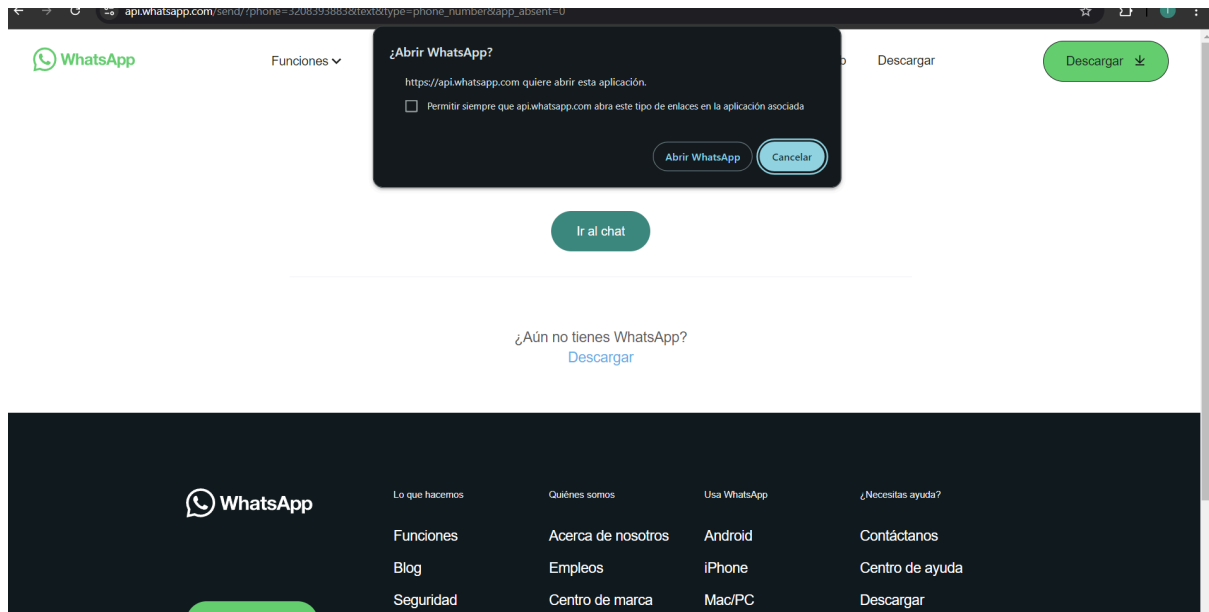 api.whatsapp.com/send/?phone=3208393883&text&type=phone_number&app_absent=0
WhatsApp
Funciones
Descargar
Descargar
¿Abrir WhatsApp?
https://api.whatsapp.com quiere abrir esta aplicación.
Permitir siempre que api.whatsapp.com abra este tipo de enlaces en la aplicación asociada
Abrir WhatsApp
Cancelar
Ir al chat
¿Aún no tienes WhatsApp?
Descargar
WhatsApp
Lo que hacemos
Quiénes somos
Usa WhatsApp
¿Necesitas ayuda?
Funciones
Acerca de nosotros
Android
Contáctanos
Blog
Empleos
iPhone
Centro de ayuda
Seguridad
Centro de marca
Mac/PC
Descargar